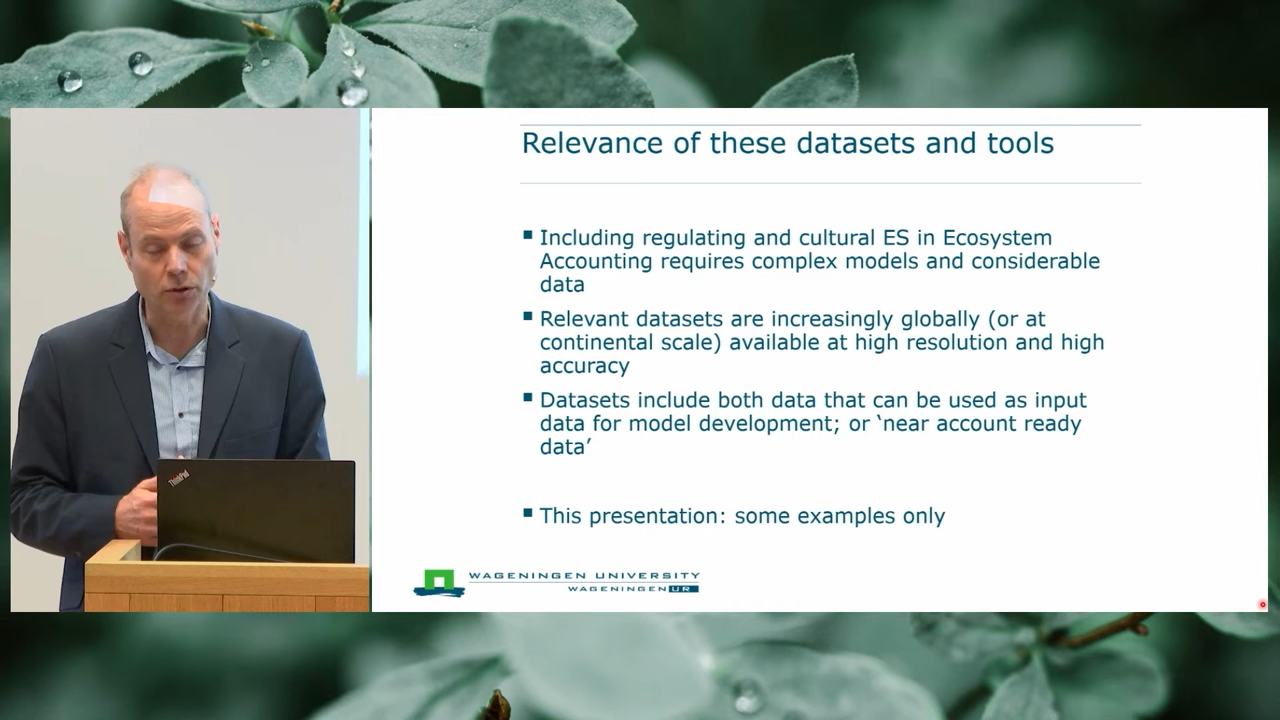 Relevance of these datasets and tools
Including regulating and cultural ES in Ecosystem
Accounting requires complex models and considerable
data
Relevant datasets are increasingly globally (or at
continental scale) available at high resolution and high
accuracy
Datasets include both data that can be used as input
data for model development; or ‘near account ready
data’
This presentation: some examples only
WAGENINGEN UNIVERSITY
WAGENINGEN UR
ThinkPad